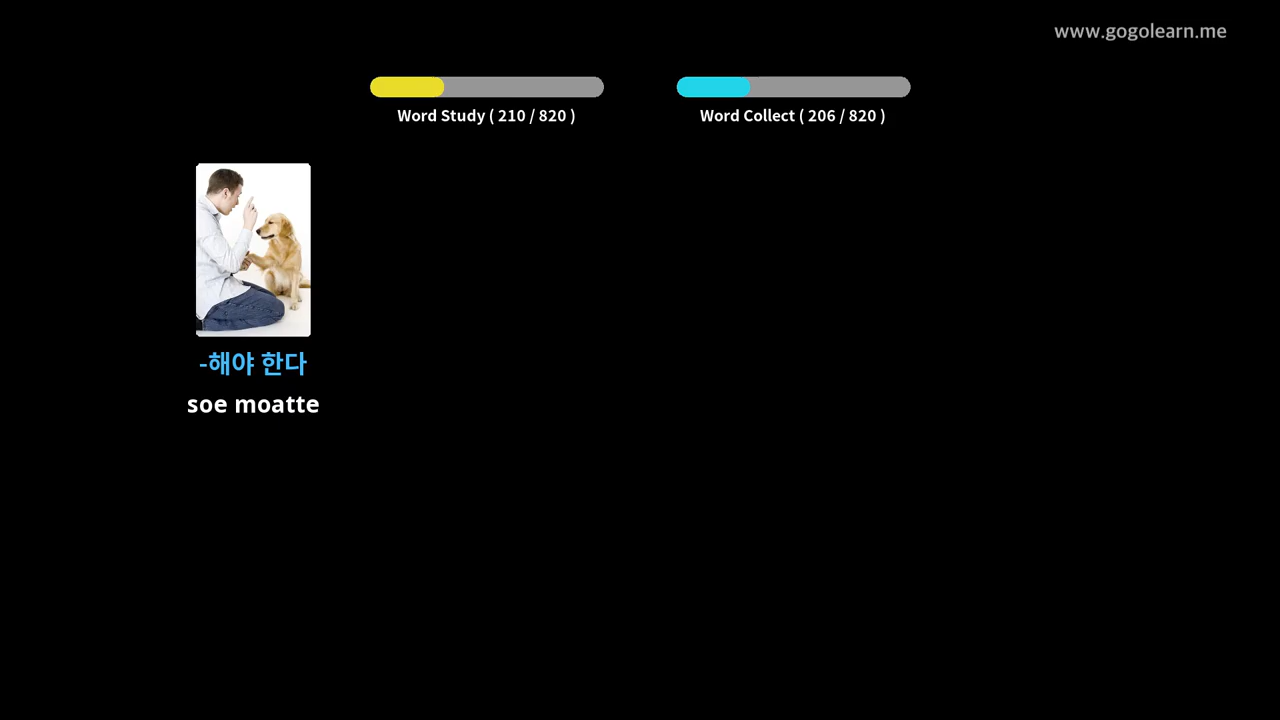 www.gogolearn.me
Word Study ( 210 / 820 )
Word Collect ( 206 / 820 )
-해야 한다
soe moatte